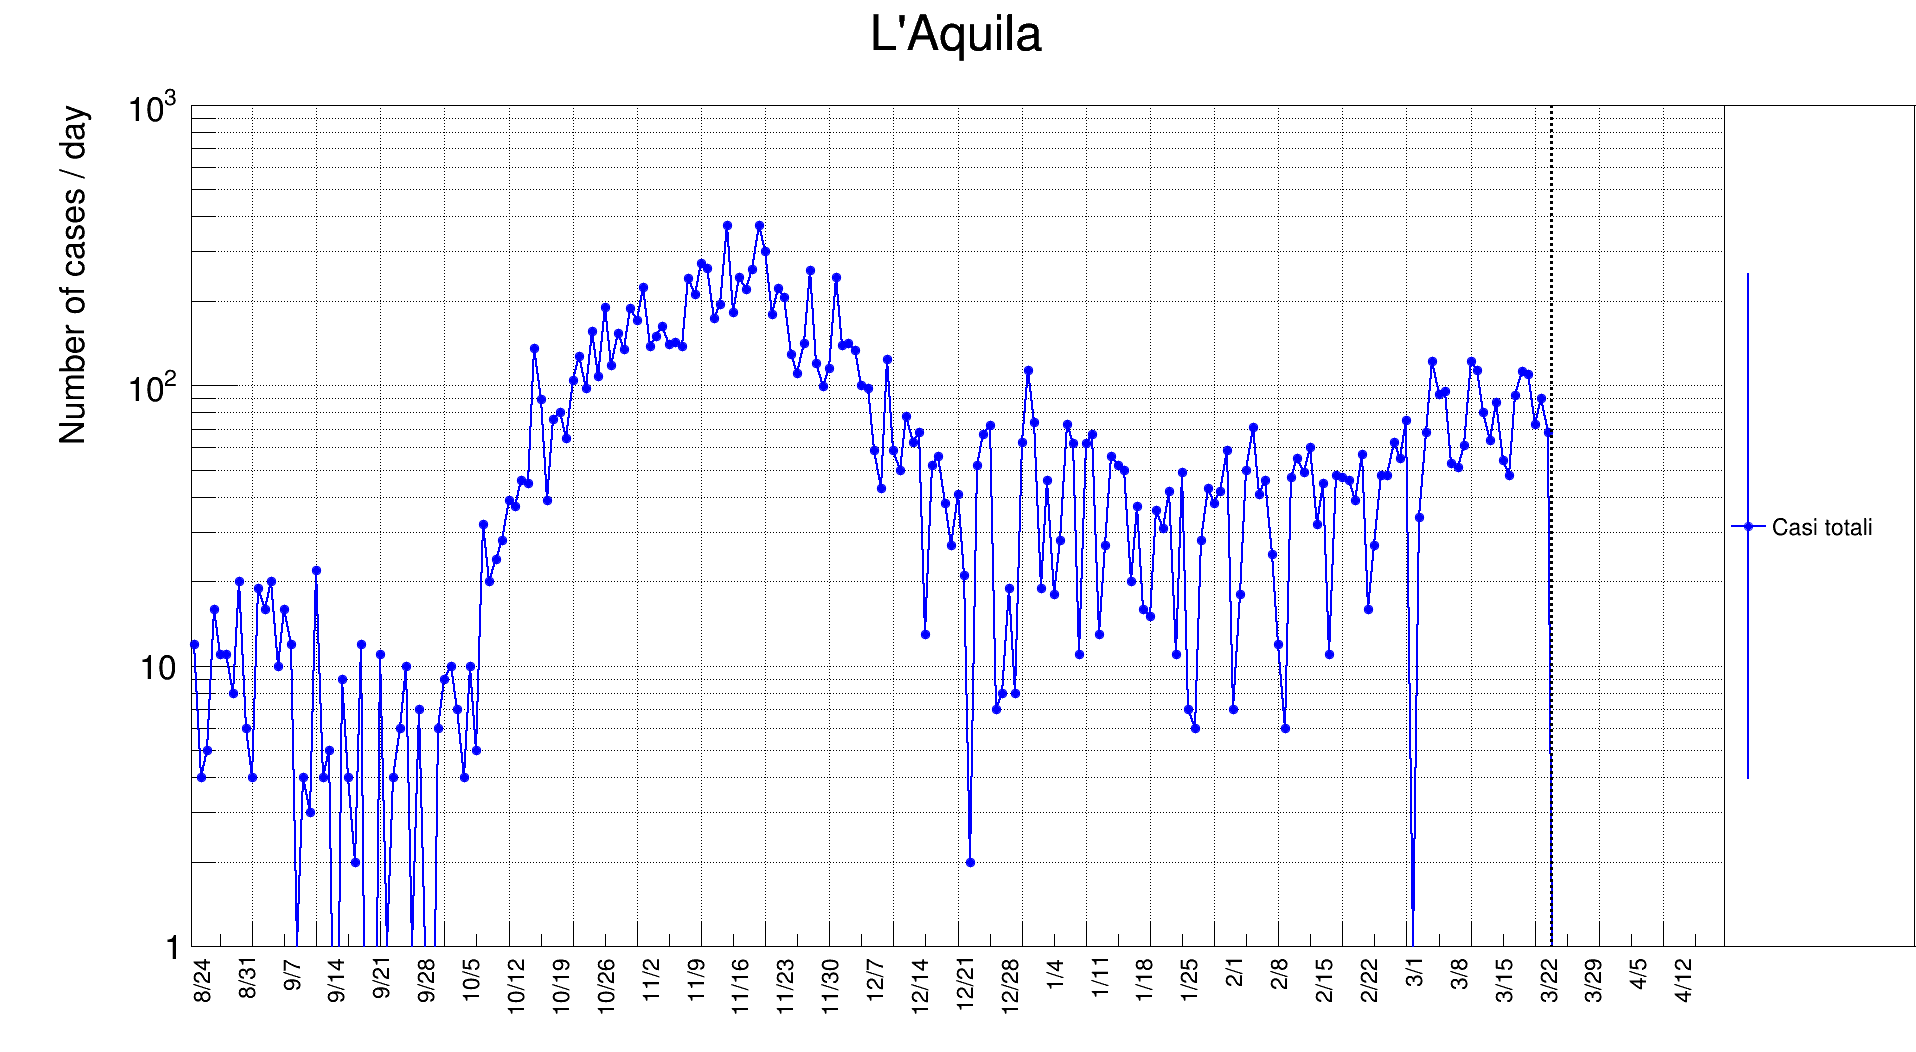 L'Aquila
Number of cases / day
10³
10²
10
1
8/24 8/31 9/7 9/14 9/21 9/28 10/5 10/12 10/19 10/26 11/2 11/9 11/16 11/23 11/30 12/7 12/14 12/21 12/28 1/4 1/11 1/18 1/25 2/1 2/8 2/15 2/22 3/1 3/8 3/15 3/22 3/29 4/5 4/12
Casi totali